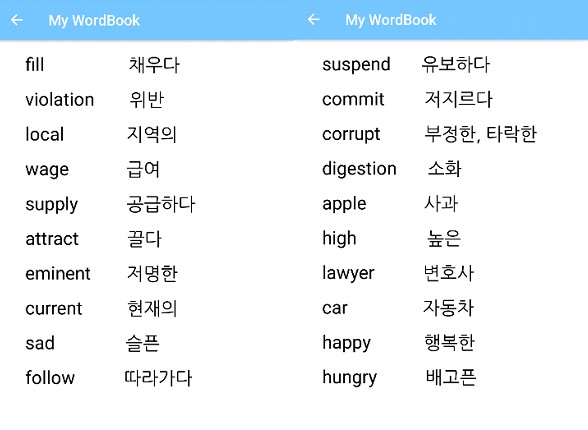 My WordBook
fill 채우다
violation 위반
local 지역의
wage 급여
supply 공급하다
attract 끌다
eminent 저명한
current 현재의
sad 슬픈
follow 따라가다
My WordBook
suspend 유보하다
commit 저지르다
corrupt 부정한, 타락한
digestion 소화
apple 사과
high 높은
lawyer 변호사
car 자동차
happy 행복한
hungry 배고픈